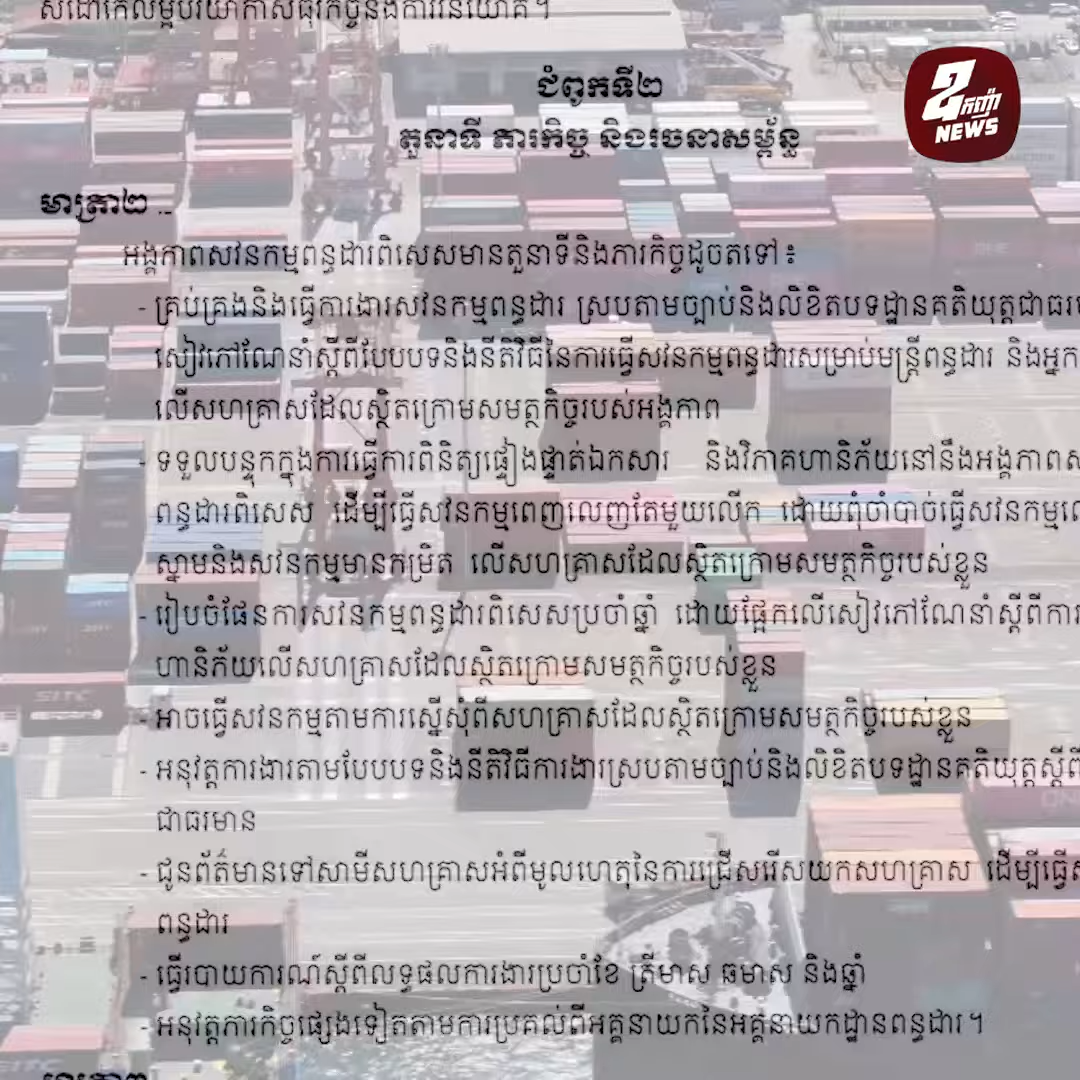 សដៅកែលម្អបរិយាកាសធុរកិច្ចនិងការវិនិយោគ។
ជំពូកទី២
តួនាទី ភារកិច្ច និងរចនាសម្ព័ន្ធ
មាត្រា២ ._
អង្គភាពសវនកម្មពន្ធដារពិសេសមានតួនាទីនិងភារកិច្ចដូចតទៅ៖
- គ្រប់គ្រងនិងធ្វើការងារសវនកម្មពន្ធដារ ស្របតាមច្បាប់និងលិខិតបទដ្ឋានគតិយុត្តជាធរ
សៀវភៅណែនាំស្តីពីបែបបទនិងនីតិវិធីនៃការធ្វើសវនកម្មពន្ធដារសម្រាប់មន្ត្រីពន្ធដារ និងអ្នក
លើសហគ្រាសដែលស្ថិតក្រោមសមត្ថកិច្ចរបស់អង្គភាព
- ទទួលបន្ទុកក្នុងការធ្វើការពិនិត្យផ្ទៀងផ្ទាត់ឯកសារ និងវិភាគហានិភ័យនៅនឹងអង្គភាពស
ពន្ធដារពិសេស ដើម្បីធ្វើសវនកម្មពេញលេញតែមួយលើក ដោយពុំចាំបាច់ធ្វើសវនកម្មលើ
ស្នាមនិងសវនកម្មមានកម្រិត លើសហគ្រាសដែលស្ថិតក្រោមសមត្ថកិច្ចរបស់ខ្លួន
- រៀបចំផែនការសវនកម្មពន្ធដារពិសេសប្រចាំឆ្នាំ ដោយផ្អែកលើសៀវភៅណែនាំស្តីពីការ
ហានិភ័យលើសហគ្រាសដែលស្ថិតក្រោមសមត្ថកិច្ចរបស់ខ្លួន
- អាចធ្វើសវនកម្មតាមការស្នើសុំពីសហគ្រាសដែលស្ថិតក្រោមសមត្ថកិច្ចរបស់ខ្លួន
- អនុវត្តការងារតាមបែបបទនិងនីតិវិធីការងារស្របតាមច្បាប់និងលិខិតបទដ្ឋានគតិយុត្តស្តីពី
ជាធរមាន
- ជូនព័ត៌មានទៅសាមីសហគ្រាសអំពីមូលហេតុនៃការជ្រើសរើសយកសហគ្រាស ដើម្បីធ្វើស
ពន្ធដារ
- ធ្វើរបាយការណ៍ស្តីពីលទ្ធផលការងារប្រចាំខែ ត្រីមាស ឆមាស និងឆ្នាំ
- អនុវត្តភារកិច្ចផ្សេងទៀតតាមការប្រគល់ពីអគ្គនាយកនៃអគ្គនាយកដ្ឋានពន្ធដារ។
NEWS